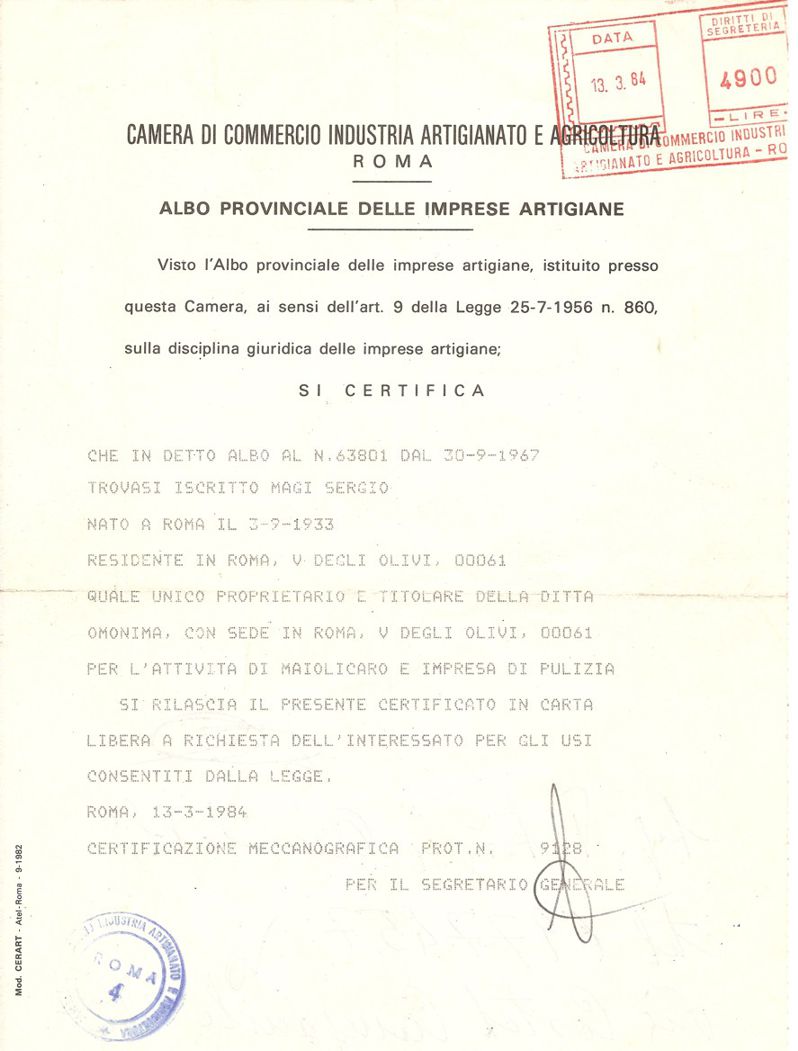 DATA
13. 3. 84
DIRITTI DI
SEGRETERIA
4900
LIRE
CAMERA DI COMMERCIO INDUSTRI
ARTIGIANATO E AGRICOLTURA - RO
CAMERA DI COMMERCIO INDUSTRIA ARTIGIANATO E AGRICOLTURA
ROMA
ALBO PROVINCIALE DELLE IMPRESE ARTIGIANE
Visto l'Albo provinciale delle imprese artigiane, istituito presso
questa Camera, ai sensi dell'art. 9 della Legge 25-7-1956 n. 860,
sulla disciplina giuridica delle imprese artigiane;
SI CERTIFICA
CHE IN DETTO ALBO AL N.63801 DAL 30-9-1967
TROVASI ISCRITTO MAGI SERGIO
NATO A ROMA IL 3-9-1933
RESIDENTE IN ROMA, V DEGLI OLIVI, 00061
QUALE UNICO PROPRIETARIO E TITOLARE DELLA DITTA
OMONIMA, CON SEDE IN ROMA, V DEGLI OLIVI, 00061
PER L'ATTIVITA DI MAIOLICARO E IMPRESA DI PULIZIA
SI RILASCIA IL PRESENTE CERTIFICATO IN CARTA
LIBERA A RICHIESTA DELL'INTERESSATO PER GLI USI
CONSENTITI DALLA LEGGE.
ROMA, 13-3-1984
CERTIFICAZIONE MECCANOGRAFICA PROT.N. 9128
PER IL SEGRETARIO GENERALE
Mod. CERART - Atel-Roma - 9-1982
INDUSTRIA ARTIGIANATO E AGRICOLTURA
ROMA
4